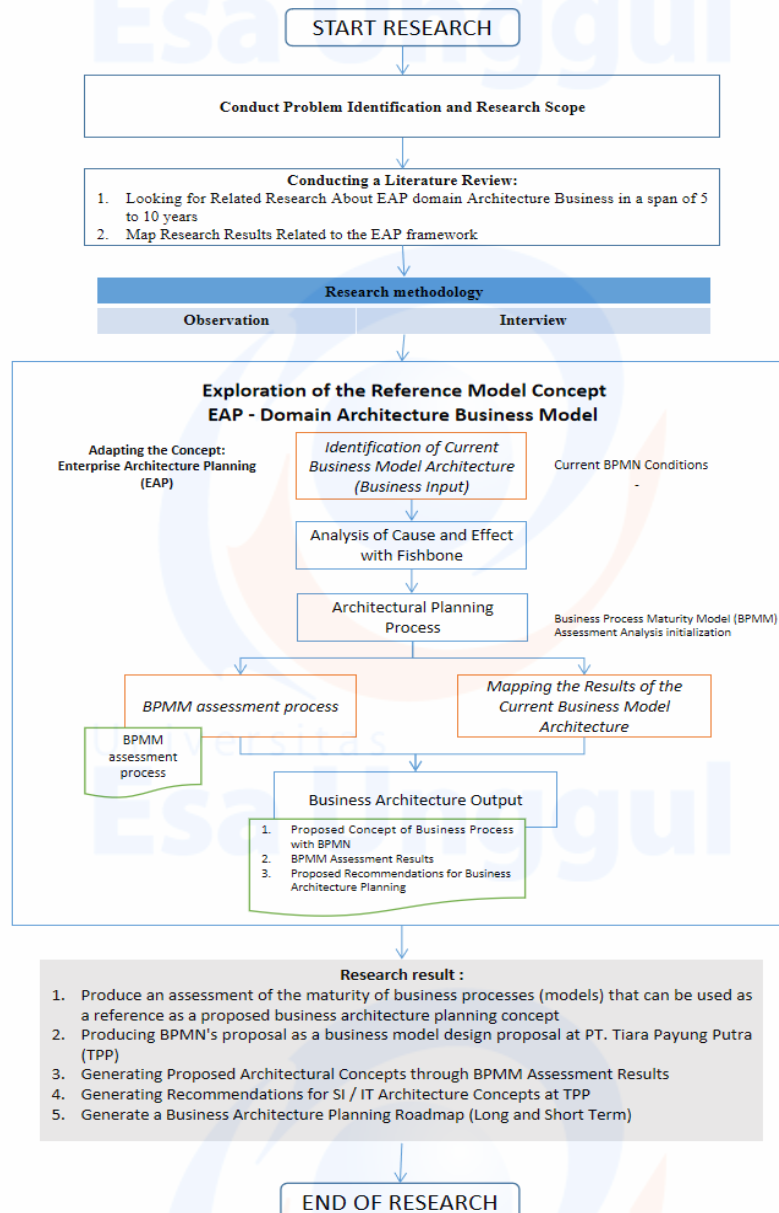 START RESEARCH
Conduct Problem Identification and Research Scope
Conducting a Literature Review:
1. Looking for Related Research About EAP domain Architecture Business in a span of 5
to 10 years
2. Map Research Results Related to the EAP framework
Research methodology
Observation Interview
Exploration of the Reference Model Concept
EAP - Domain Architecture Business Model
Adapting the Concept:
Enterprise Architecture Planning
(EAP)
Identification of Current
Business Model Architecture
(Business Input)
Current BPMN Conditions
-
Analysis of Cause and Effect
with Fishbone
Architectural Planning
Process
Business Process Maturity Model (BPMM)
Assessment Analysis initialization
BPMM assessment process
Mapping the Results of the
Current Business Model
Architecture
BPMM
assessment
process
Business Architecture Output
1. Proposed Concept of Business Process
with BPMN
2. BPMM Assessment Results
3. Proposed Recommendations for Business
Architecture Planning
Research result :
1. Produce an assessment of the maturity of business processes (models) that can be used as
a reference as a proposed business architecture planning concept
2. Producing BPMN's proposal as a business model design proposal at PT. Tiara Payung Putra
(TPP)
3. Generating Proposed Architectural Concepts through BPMM Assessment Results
4. Generating Recommendations for SI / IT Architecture Concepts at TPP
5. Generate a Business Architecture Planning Roadmap (Long and Short Term)
END OF RESEARCH
Esa Unggul
Universitas
Esa Unggul